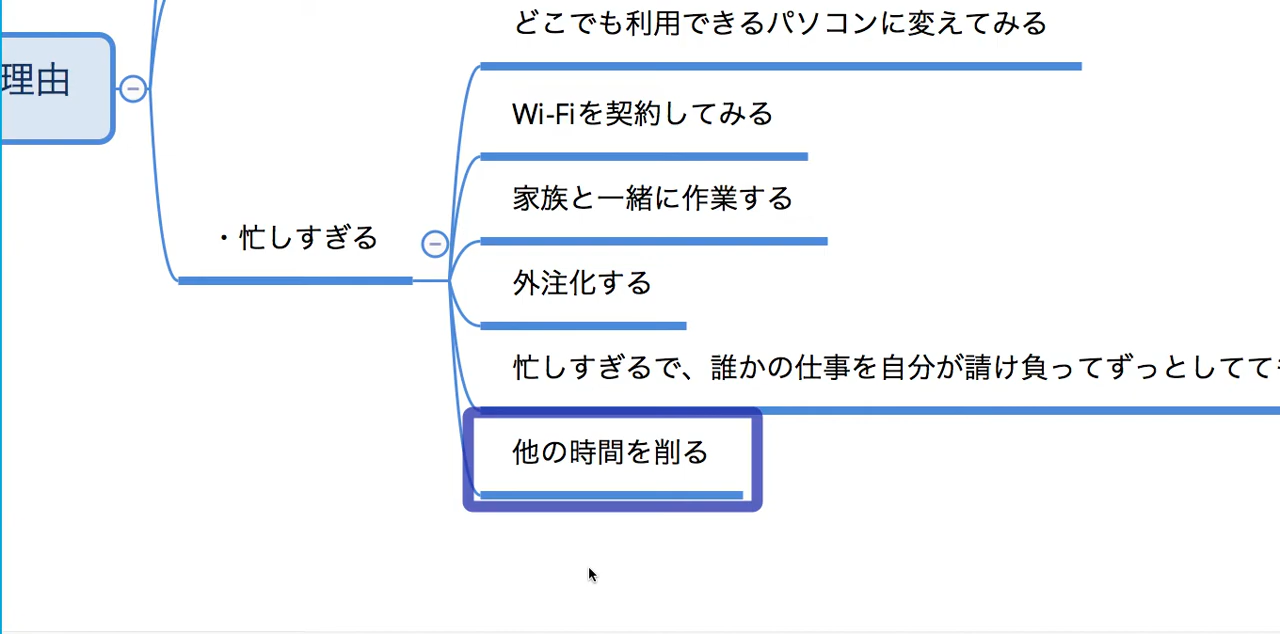 理由
・忙しすぎる
どこでも利用できるパソコンに変えてみる
Wi-Fiを契約してみる
家族と一緒に作業する
外注化する
忙しすぎるで、誰かの仕事を自分が請け負ってずっとしてて
他の時間を削る